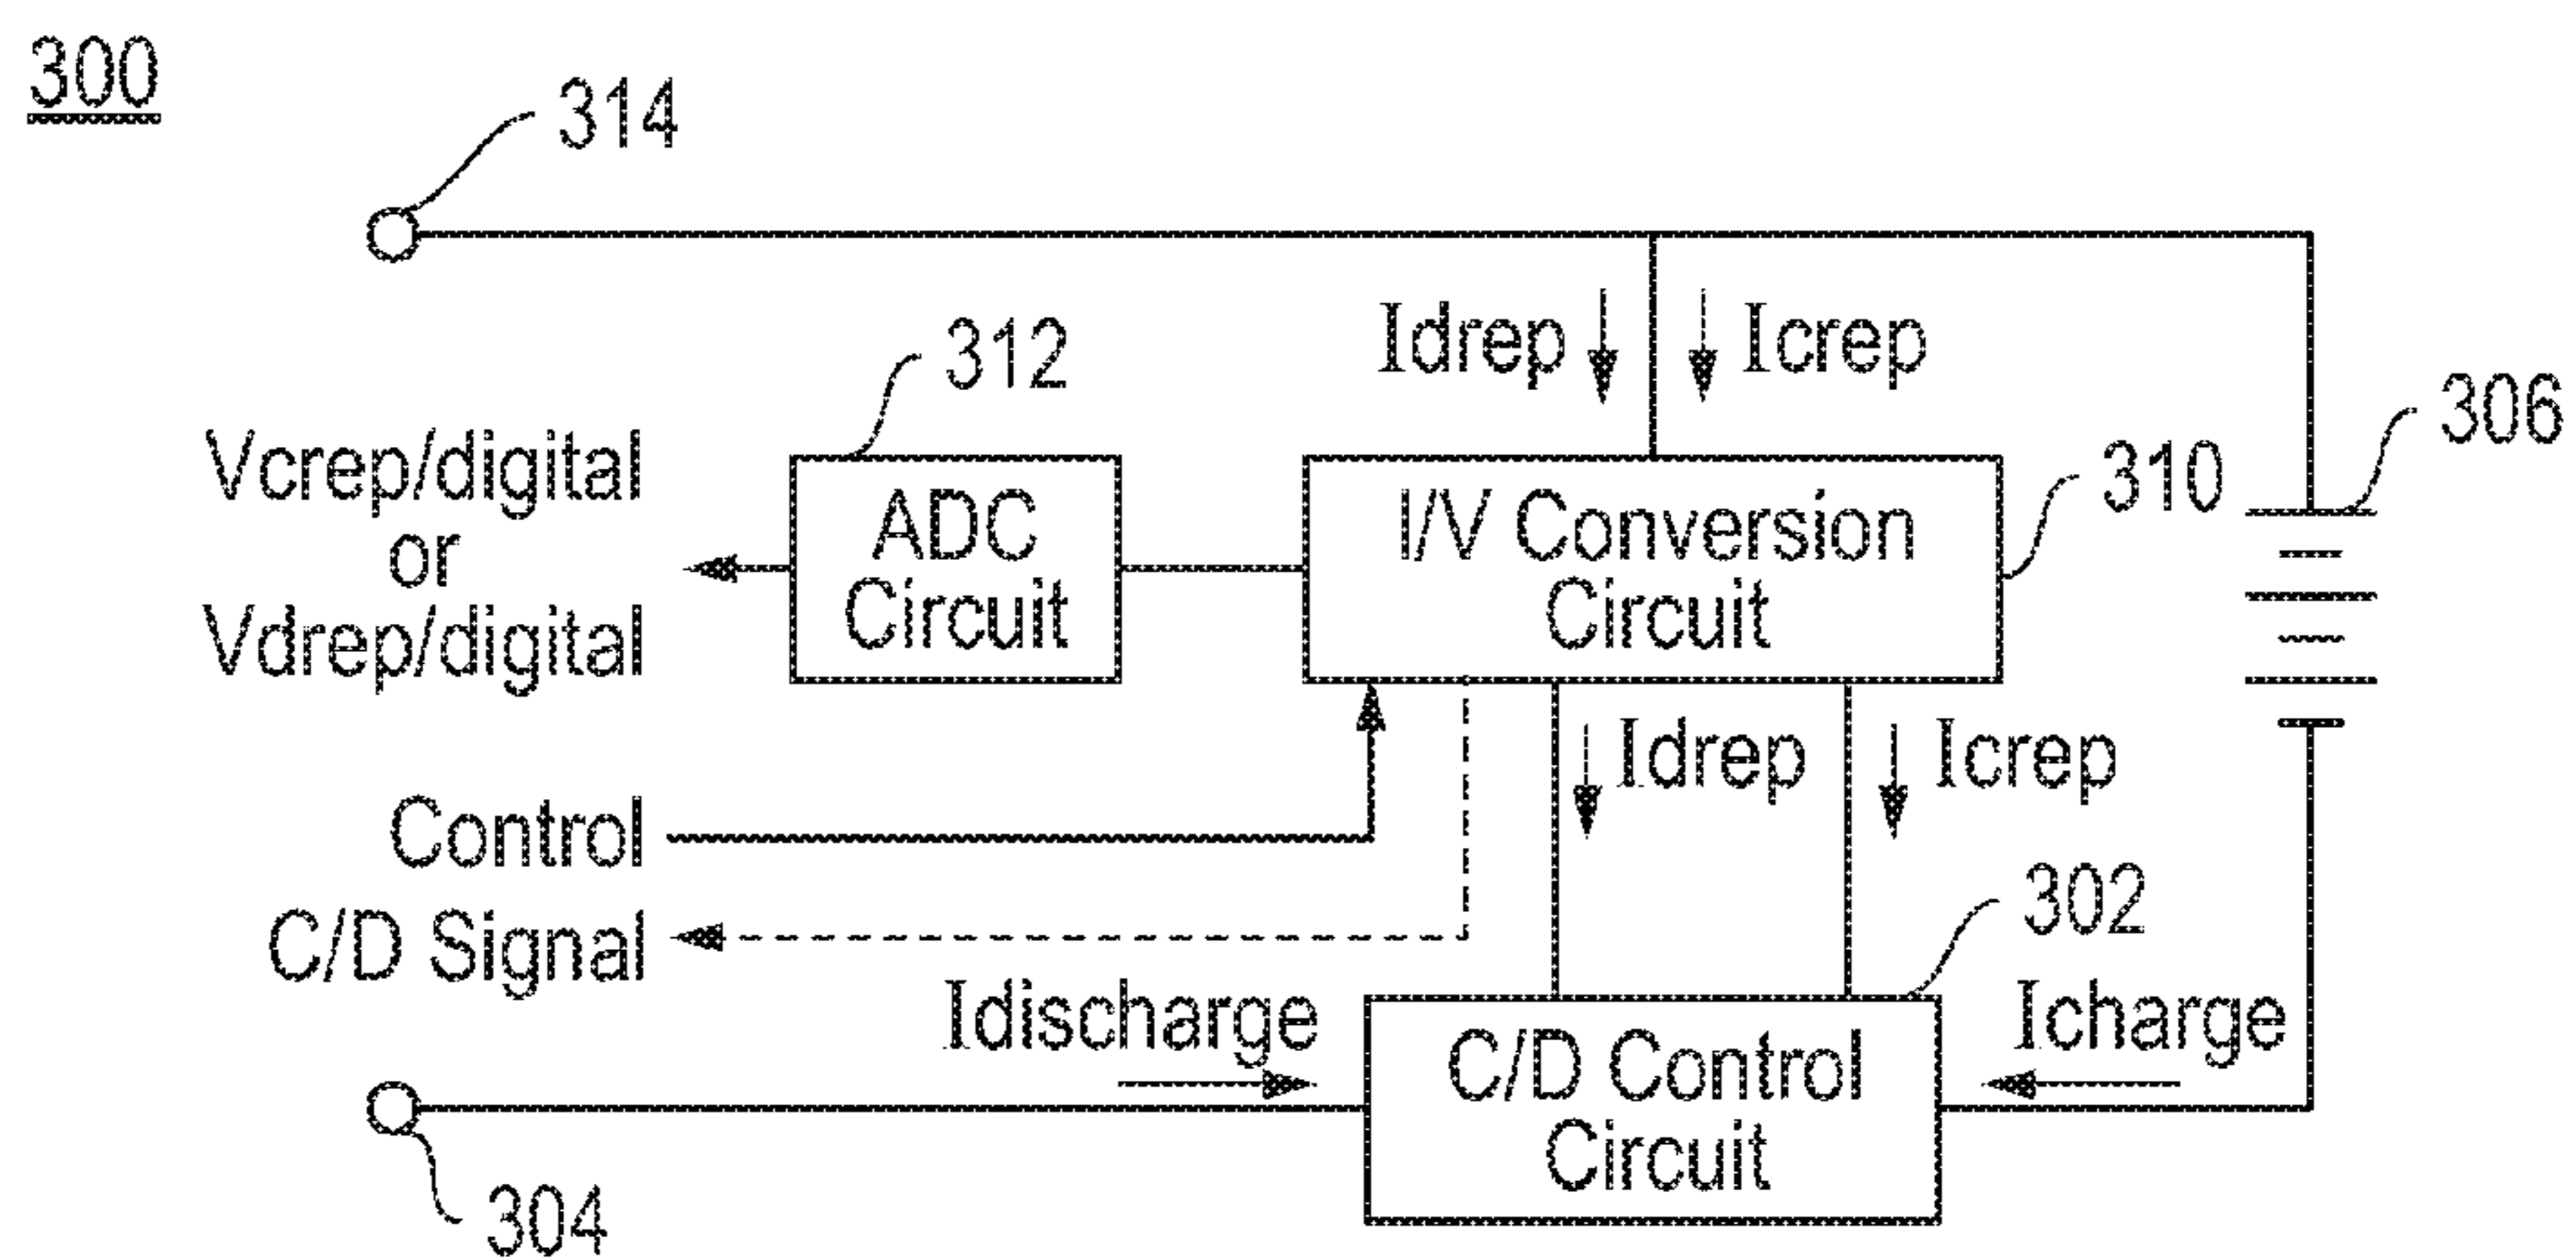 300
314
Idrep
Icrep
312
306
Vcrep/digital
or
Vdrep/digital
ADC
Circuit
I/V Conversion
Circuit
310
Idrep
Icrep
Control
C/D Signal
302
Idischarge
Icharge
C/D Control
Circuit
304